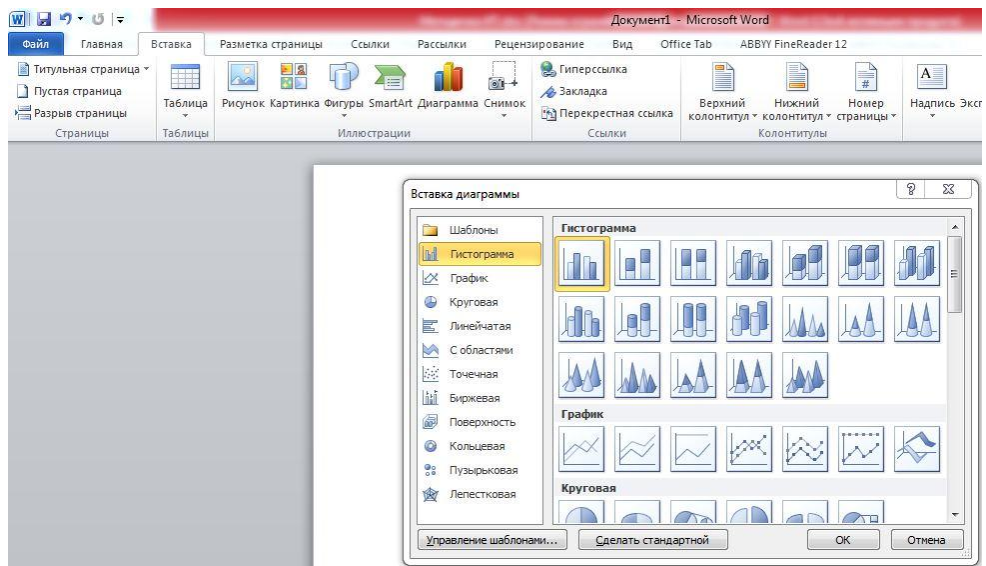 Документ1 - Microsoft Word
Файл Главная Вставка Разметка страницы Ссылки Рассылки Рецензирование Вид Office Tab ABBYY FineReader 12
Титульная страница
Пустая страница
Разрыв страницы
Страницы
Таблица
Таблицы
Рисунок Картинка Фигуры SmartArt Диаграмма Снимок
Иллюстрации
Гиперссылка
Закладка
Перекрестная ссылка
Ссылки
Верхний колонтитул
Нижний колонтитул
Номер страницы
Колонтитулы
Надпись Эксп
Вставка диаграммы
Шаблоны
Гистограмма
График
Круговая
Линейчатая
С областями
Точечная
Биржевая
Поверхность
Кольцевая
Пузырьковая
Лепестковая
Гистограмма
График
Круговая
Управление шаблонами... Сделать стандартной ОК Отмена